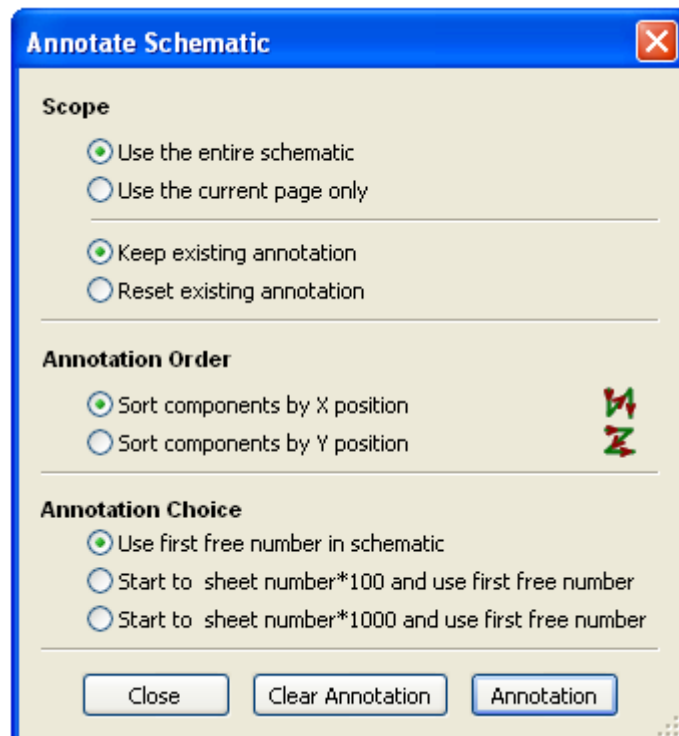 Annotate Schematic
Scope
Use the entire schematic
Use the current page only
Keep existing annotation
Reset existing annotation
Annotation Order
Sort components by X position
Sort components by Y position
Annotation Choice
Use first free number in schematic
Start to  sheet number*100 and use first free number
Start to  sheet number*1000 and use first free number
Close Clear Annotation Annotation